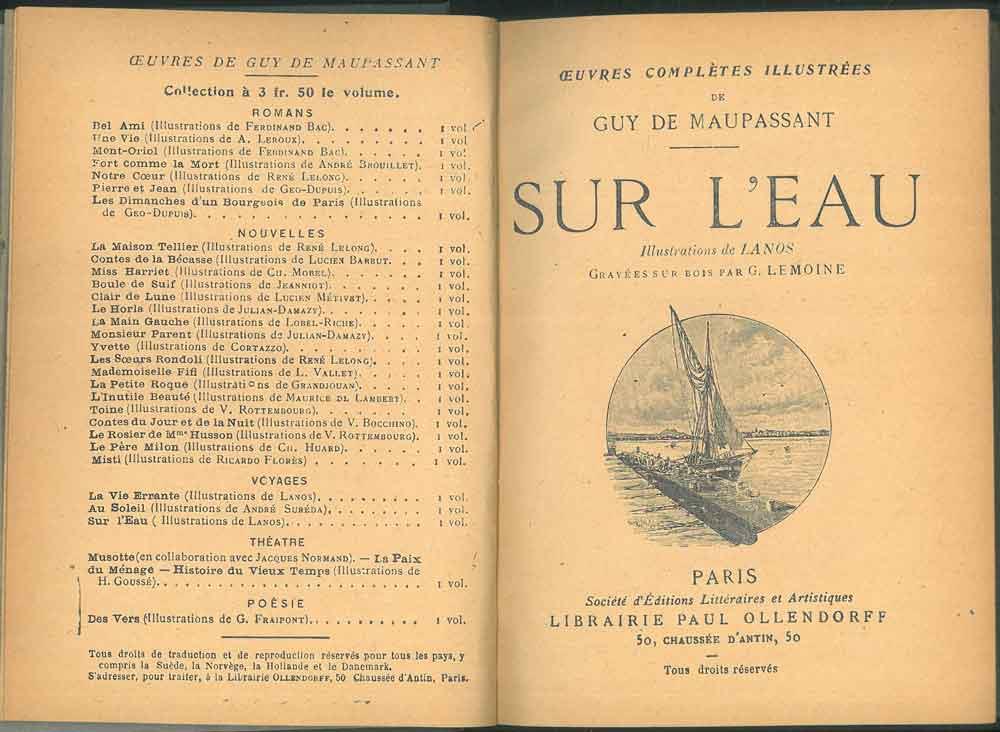 ŒUVRES DE GUY DE MAUPASSANT
Collection à 3 fr. 50 le volume.
ROMANS
Bel Ami (Illustrations de FERDINAND BAC). . . . . . . 1 vol.
Une Vie (Illustrations de A. LEROUX). . . . . . . . . 1 vol
Mont-Oriol (Illustrations de FERDINAND BAC). . . . . . 1 vol
Fort comme la Mort (Illustrations de ANDRÉ BROUILLET). 1 vol.
Notre Cœur (Illustrations de RENÉ LELONG). . . . . . 1 vol.
Pierre et Jean (Illustrations de GEO-DUPUIS). . . . . . 1 vol.
Les Dimanches d'un Bourgeois de Paris (Illustrations
de GEO-DUPUIS). . . . . . . . . . . . . . . . . 1 vol.
NOUVELLES
La Maison Tellier (Illustrations de RENÉ LELONG). . . . 1 vol.
Contes de la Bécasse (Illustrations de LUCIEN BARBUT. . . 1 vol.
Miss Harriet (Illustrations de CH. MOREL). . . . . . . 1 vol.
Boule de Suif (Illustrations de JEANNIOT). . . . . . . 1 vol.
Clair de Lune (Illustrations de LUCIEN MÉTIVET). . . . . 1 vol.
Le Horla (Illustrations de JULIAN-DAMAZY). . . . . . . 1 vol.
La Main Gauche (Illustrations de LOBEL-RICHE). . . . . 1 vol.
Monsieur Parent (Illustrations de JULIAN-DAMAZY). . . . 1 vol.
Yvette (Illustrations de CORTAZZO). . . . . . . . . . 1 vol.
Les Sœurs Rondoli (Illustrations de RENÉ LELONG). . . . 1 vol.
Mademoiselle Fifi (Illustrations de L. VALLET). . . . . 1 vol.
La Petite Roque (Illustrations de GRANDJOUAN). . . . . 1 vol.
L'Inutile Beauté (Illustrations de MAURICE DE LAMBERT). . 1 vol.
Toine (Illustrations de V. ROTTEMBOURG). . . . . . . 1 vol.
Contes du Jour et de la Nuit (Illustrations de V. BOCCHINO). 1 vol.
Le Rosier de Mme Husson (Illustrations de V. ROTTEMBOURG). 1 vol.
Le Père Milon (Illustrations de CH. HUARD). . . . . . 1 vol.
Misti (Illustrations de RICARDO FLORÈS) . . . . . . . 1 vol.
VOYAGES
La Vie Errante (Illustrations de LANOS). . . . . . . . . 1 vol.
Au Soleil (Illustrations de ANDRÉ SURÉDA). . . . . . . . 1 vol.
Sur l'Eau ( Illustrations de LANOS). . . . . . . . . . . 1 vol.
THÉATRE
Musotte (en collaboration avec JACQUES NORMAND). — La Paix
du Ménage — Histoire du Vieux Temps (Illustrations de
H. GOUSSÉ). . . . . . . . . . . . . . . . . . . . . 1 vol.
POÉSIE
Des Vers (Illustrations de G. FRAIPONT). . . . . . . . . 1 vol.
Tous droits de traduction et de reproduction réservés pour tous les pays, y
compris la Suède, la Norvège, la Hollande et le Danemark.
S'adresser, pour traiter, à la Librairie OLLENDORFF, 50 Chaussée d'Antin, Paris.
ŒUVRES COMPLÈTES ILLUSTRÉES
DE
GUY DE MAUPASSANT
SUR L'EAU
Illustrations de LANOS
GRAVÉES SUR BOIS PAR G. LEMOINE
PARIS
Société d'Éditions Littéraires et Artistiques
LIBRAIRIE PAUL OLLENDORFF
50, CHAUSSÉE D'ANTIN, 50
Tous droits réservés